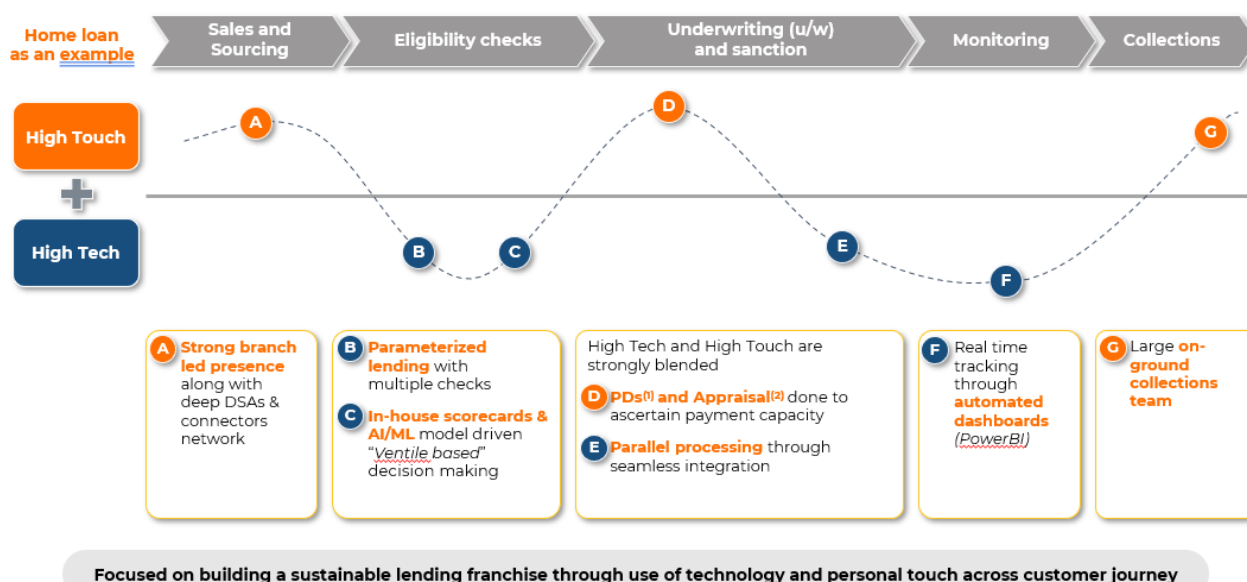 Home loan
as an example
Sales and
Sourcing
Eligibility checks
Underwriting (u/w)
and sanction
Monitoring
Collections
High Touch
High Tech
A
B
C
D
E
F
G
A Strong branch
led presence
along with
deep DSAs &
connectors
network
B Parameterized
lending with
multiple checks
C In-house scorecards &
AI/ML model driven
“Ventile based”
decision making
High Tech and High Touch are
strongly blended
D PDs(1) and Appraisal(2) done to
ascertain payment capacity
E Parallel processing through
seamless integration
F Real time
tracking
through
automated
dashboards
(PowerBI)
G Large on-
ground
collections
team
Focused on building a sustainable lending franchise through use of technology and personal touch across customer journey